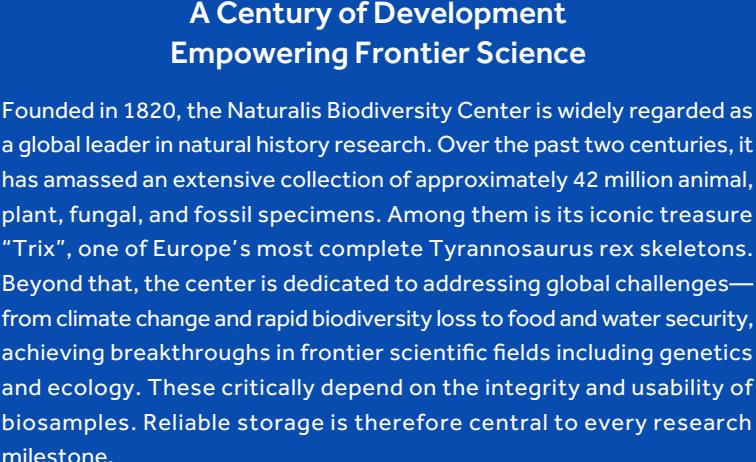 A Century of Development
Empowering Frontier Science
Founded in 1820, the Naturalis Biodiversity Center is widely regarded as
a global leader in natural history research. Over the past two centuries, it
has amassed an extensive collection of approximately 42 million animal,
plant, fungal, and fossil specimens. Among them is its iconic treasure
“Trix”, one of Europe’s most complete Tyrannosaurus rex skeletons.
Beyond that, the center is dedicated to addressing global challenges—
from climate change and rapid biodiversity loss to food and water security,
achieving breakthroughs in frontier scientific fields including genetics
and ecology. These critically depend on the integrity and usability of
biosamples. Reliable storage is therefore central to every research
milestone.